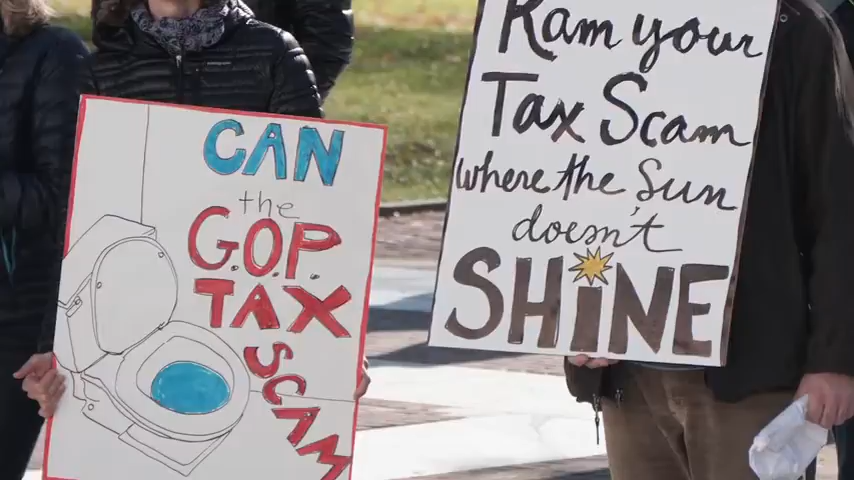 CAN
the
G.O.P.
TAX
SCAM
Ram your
Tax Scam
where the Sun
doesn't
SHINE